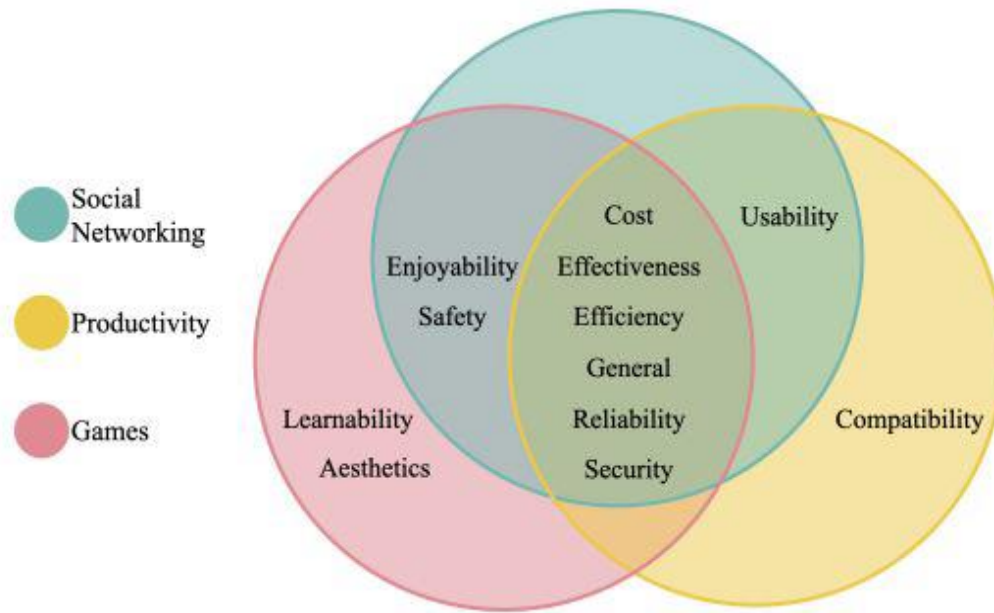 Social
Networking
Productivity
Games
Cost
Usability
Enjoyability
Effectiveness
Safety
Efficiency
General
Learnability
Reliability
Compatibility
Aesthetics
Security